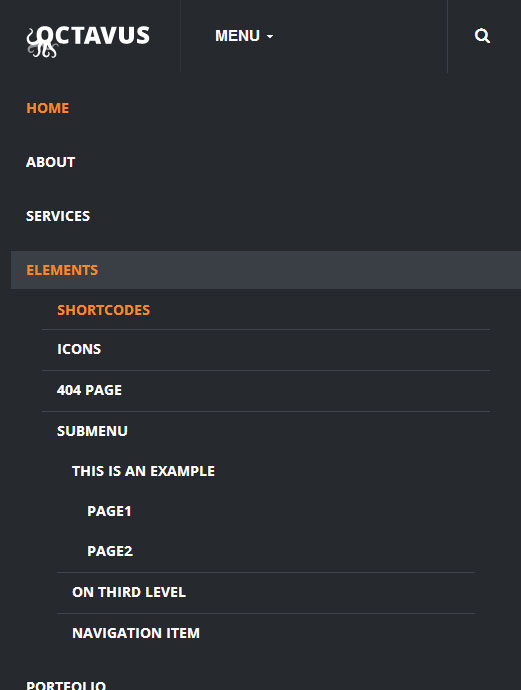 OCTAVUS
MENU
HOME
ABOUT
SERVICES
ELEMENTS
SHORTCODES
ICONS
404 PAGE
SUBMENU
THIS IS AN EXAMPLE
PAGE1
PAGE2
ON THIRD LEVEL
NAVIGATION ITEM
PORTFOLIO